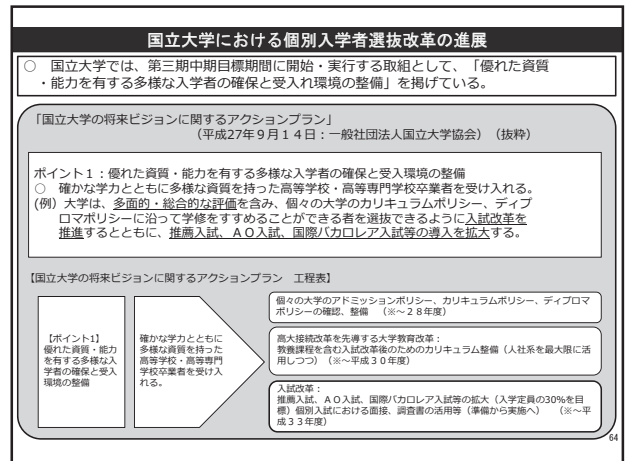 国立大学における個別入学者選抜改革の進展
○ 国立大学では、第三期中期目標期間に開始・実行する取組として、「優れた資質
・能力を有する多様な入学者の確保と受入れ環境の整備」を掲げている。
「国立大学の将来ビジョンに関するアクションプラン」
（平成27年９月１４日：一般社団法人国立大学協会）（抜粋）
ポイント１：優れた資質・能力を有する多様な入学者の確保と受入環境の整備
○ 確かな学力とともに多様な資質を持った高等学校・高等専門学校卒業者を受け入れる。
(例) 大学は、多面的・総合的な評価を含み、個々の大学のカリキュラムポリシー、ディプ
ロマポリシーに沿って学修をすすめることができる者を選抜できるように入試改革を
推進するとともに、推薦入試、ＡＯ入試、国際バカロレア入試等の導入を拡大する。
【国立大学の将来ビジョンに関するアクションプラン 工程表】
【ポイント1】
優れた資質・能力
を有する多様な入
学者の確保と受入
環境の整備
確かな学力とともに
多様な資質を持った
高等学校・高等専門
学校卒業者を受け入
れる。
個々の大学のアドミッションポリシー、カリキュラムポリシー、ディプロマ
ポリシーの確認、整備 （※～２８年度）
高大接続改革を先導する大学教育改革：
教養課程を含む入試改革後のためのカリキュラム整備（人社系を最大限に活
用しつつ）（※～平成３０年度）
入試改革：
推薦入試、ＡＯ入試、国際バカロレア入試等の拡大（入学定員の30%を目
標）個別入試における面接、調査書の活用等（準備から実施へ） （※～平
成３３年度）
64